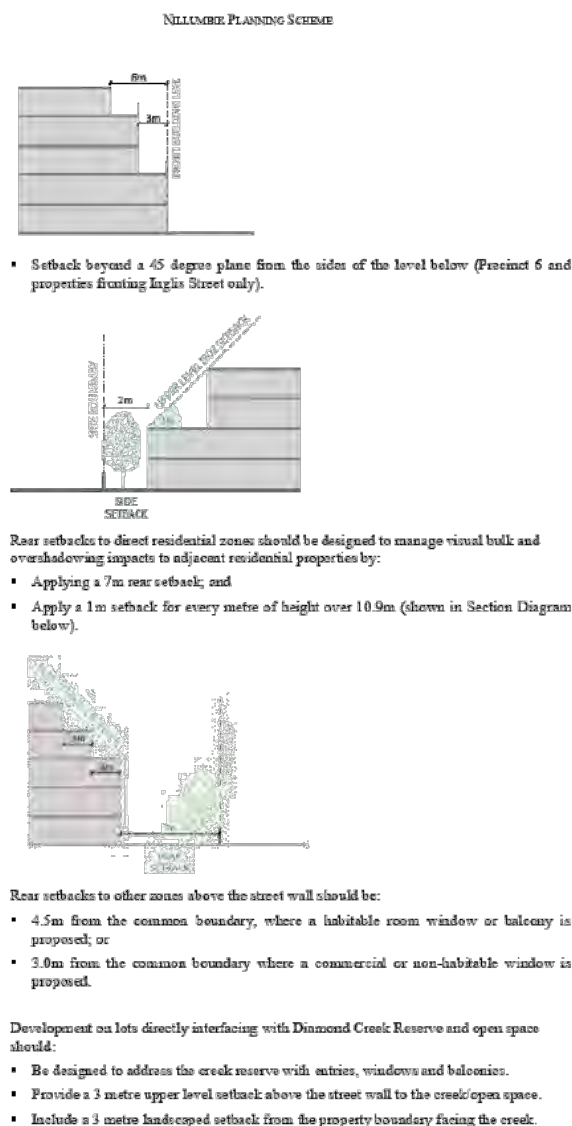 NILLUMBIK PLANNING SCHEME
6m
3m
▪ Setback beyond a 45 degree plane from the sides of the level below (Precinct 6 and
properties fronting Inglis Street only).
UPPER LEVEL SIDE SETBACK
SIDE BOUNDARY
2m
SIDE
SETBACK
Rear setbacks to direct residential zones should be designed to manage visual bulk and
overshadowing impacts to adjacent residential properties by:
▪ Applying a 7m rear setback; and
▪ Apply a 1m setback for every metre of height over 10.9m (shown in Section Diagram
below).
REAR
SETBACK
Rear setbacks to other zones above the street wall should be:
▪ 4.5m from the common boundary, where a habitable room window or balcony is
proposed; or
▪ 3.0m from the common boundary where a commercial or non-habitable window is
proposed.
Development on lots directly interfacing with Diamond Creek Reserve and open space
should:
▪ Be designed to address the creek reserve with entries, windows and balconies.
▪ Provide a 3 metre upper level setback above the street wall to the creek/open space.
▪ Include a 3 metre landscaped setback from the property boundary facing the creek.